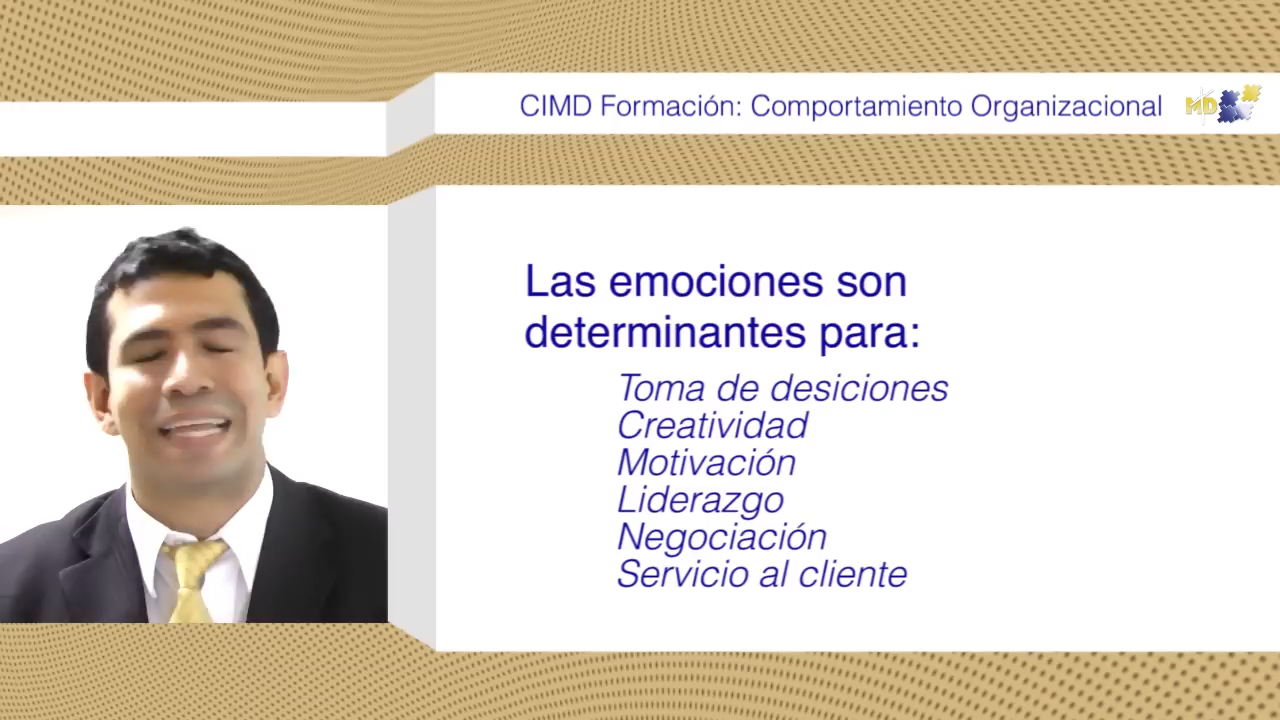 CIMD Formación: Comportamiento Organizacional
MD
Las emociones son
determinantes para:
Toma de desiciones
Creatividad
Motivación
Liderazgo
Negociación
Servicio al cliente